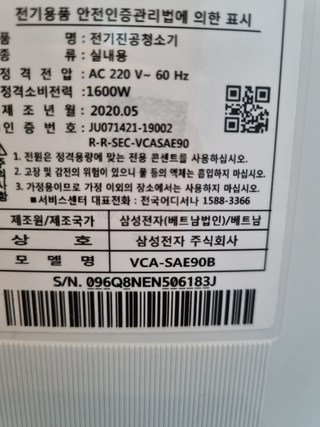 전기용품 안전인증관리법에 의한 표시
품 명 : 전기진공청소기
종 류 : 실내용
정 격 전 압 : AC 220 V~ 60 Hz
정격소비전력 : 1600W
제 조 년 월 : 2020.05
인 증 번 호 : JU071421-19002
R-R-SEC-VCASAE90
1. 전원은 정격용량에 맞는 전용 콘센트를 사용하십시오.
2. 고장 및 감전의 위험이 있으니 물 등의 액체는 흡입하지 마십시오.
3. 가정용이므로 가정 이외의 장소에서는 사용하지 마십시오.
■서비스센터 대표전화 : 전국어디서나 1588-3366
제조원/제조국가 삼성전자(베트남법인)/베트남
상 호 삼성전자 주식회사
모 델 명 VCA-SAE90B
S/N. 096Q8NEN506183J